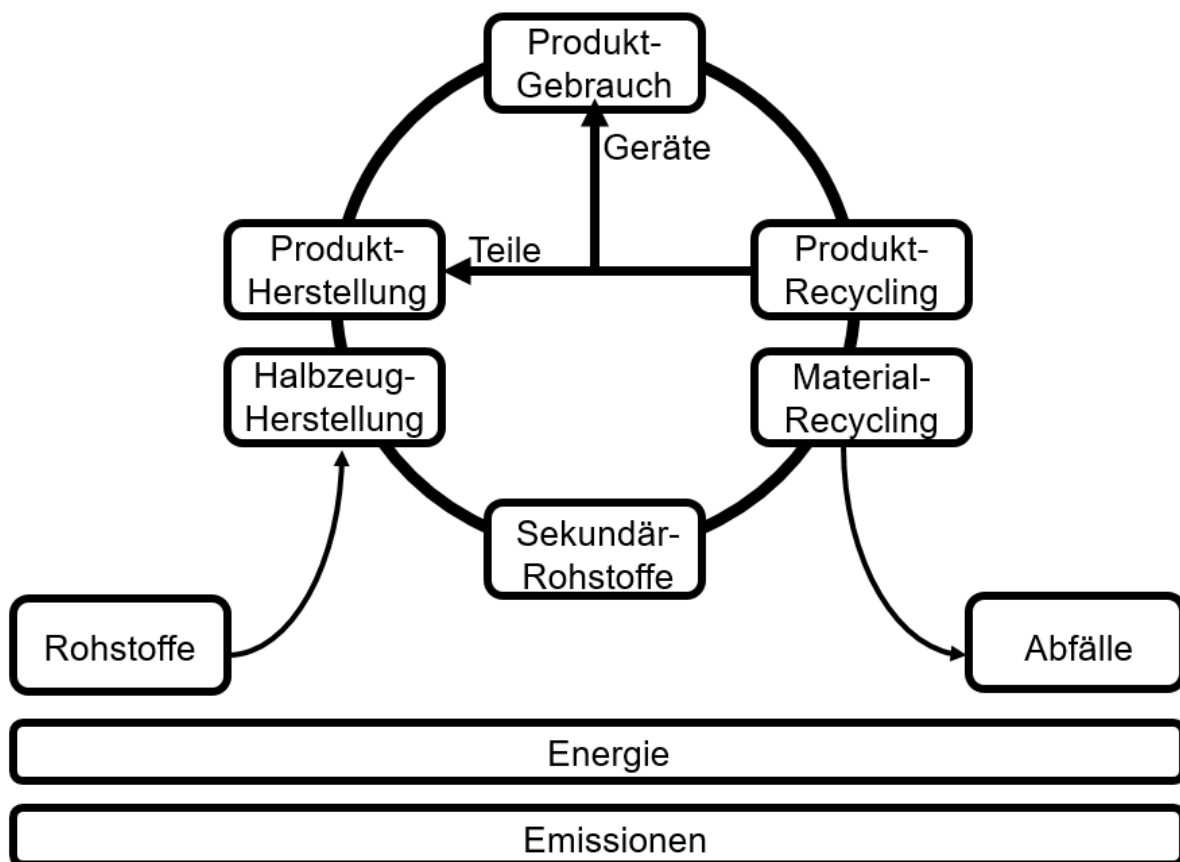 Produkt-
Gebrauch
Geräte
Teile
Produkt-
Herstellung
Produkt-
Recycling
Halbzeug-
Herstellung
Material-
Recycling
Sekundär-
Rohstoffe
Rohstoffe
Abfälle
Energie
Emissionen